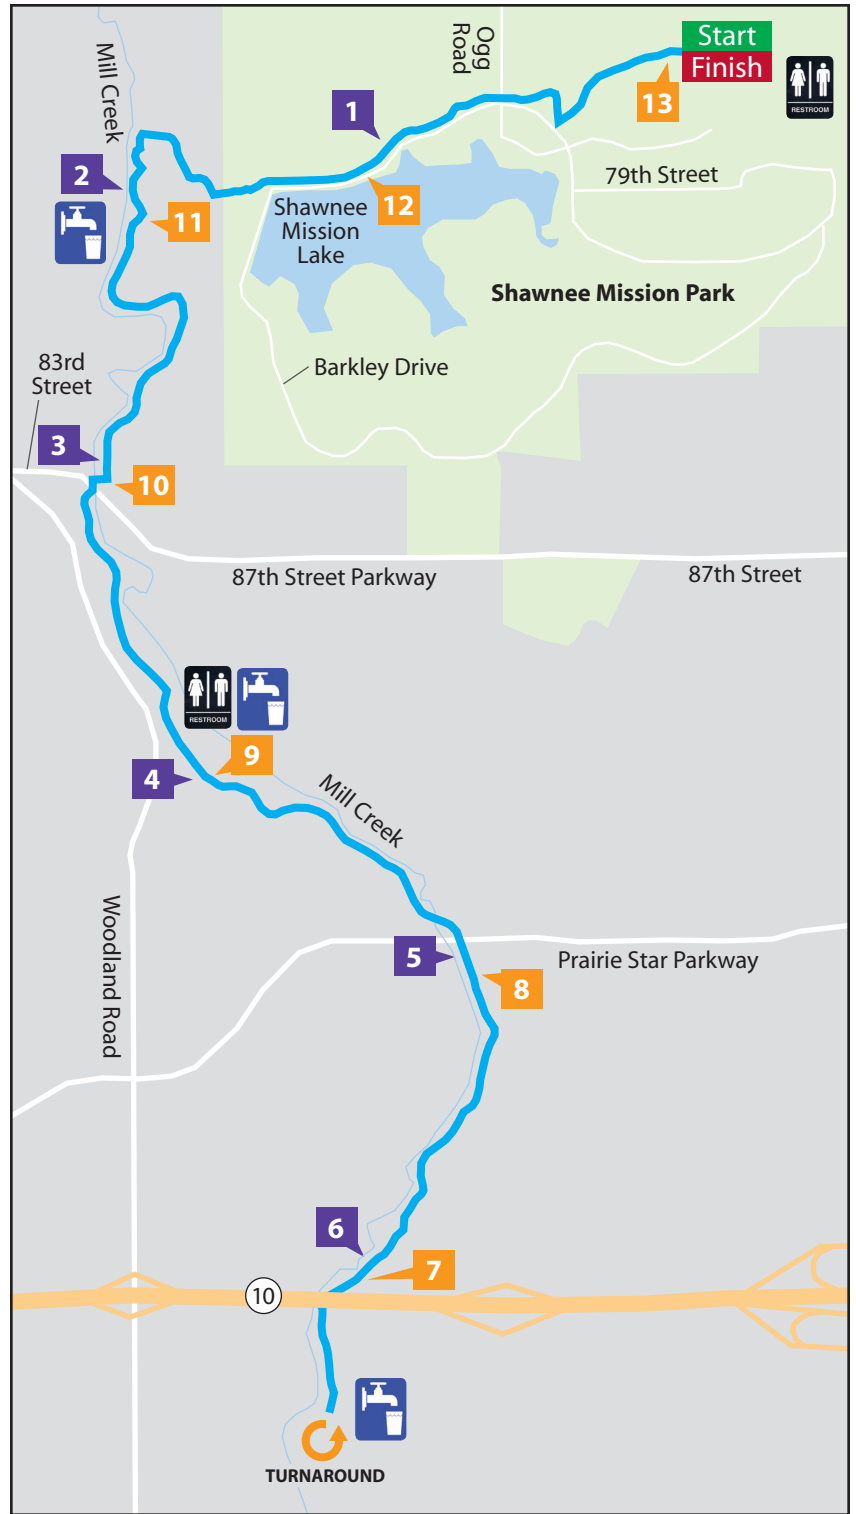 Start
Finish
RESTROOM
Ogg
Road
Mill Creek
13
1
2
79th Street
12
11
Shawnee
Mission
Lake
Shawnee Mission Park
83rd
Street
Barkley Drive
3
10
87th Street Parkway
87th Street
RESTROOM
9
4
Mill Creek
Woodland Road
5
Prairie Star Parkway
8
6
7
10
TURNAROUND